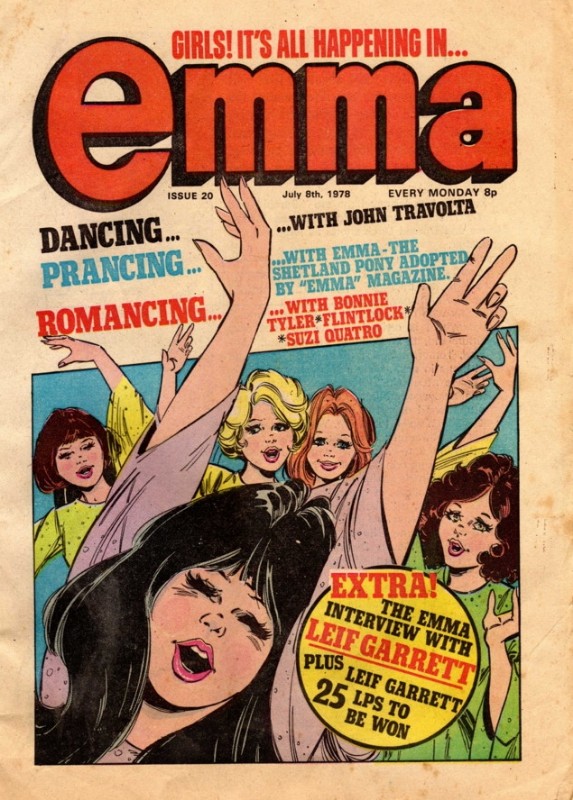 GIRLS! IT'S ALL HAPPENING IN...
emma
ISSUE 20 July 8th, 1978 EVERY MONDAY 8p
DANCING...
...WITH JOHN TRAVOLTA
PRANCING...
...WITH EMMA-THE
SHETLAND PONY ADOPTED
BY "EMMA" MAGAZINE.
ROMANCING...
...WITH BONNIE
TYLER*FLINTLOCK*
*SUZI QUATRO
EXTRA!
THE EMMA
INTERVIEW WITH
LEIF GARRETT
PLUS LEIF GARRETT
25 LPS TO
BE WON